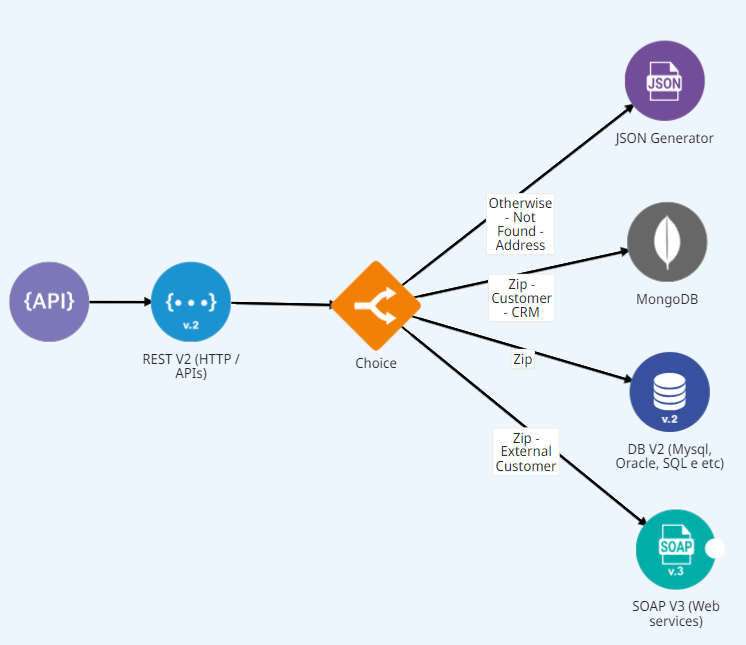 JSON
JSON Generator
Otherwise
- Not
Found -
Address
MongoDB
Zip -
Customer
- CRM
{API}
{•••}
v.2
REST V2 (HTTP /
APIs)
Choice
Zip
v.2
DB V2 (Mysql,
Oracle, SQL e etc)
Zip -
External
Customer
SOAP
v.3
SOAP V3 (Web
services)